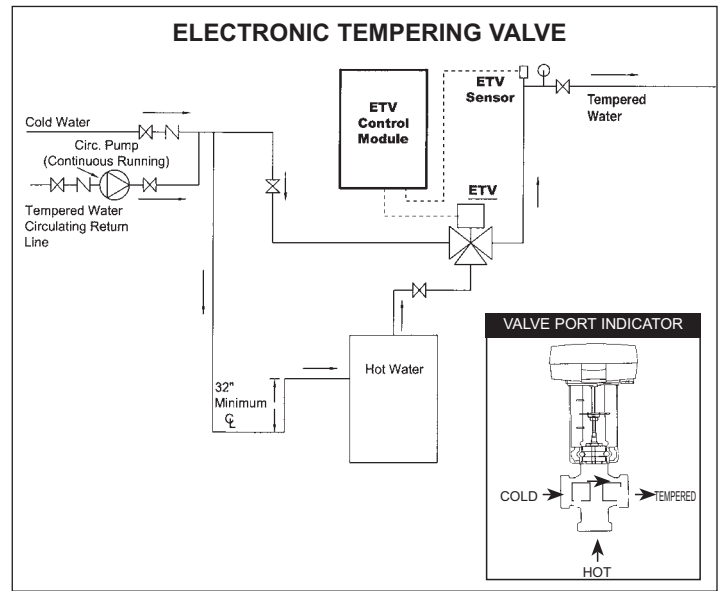 ELECTRONIC TEMPERING VALVE
Cold Water
Circ. Pump
(Continuous Running)
Tempered Water
Circulating Return
Line
ETV
Control
Module
ETV
Sensor
Tempered
Water
ETV
32"
Minimum
℄
Hot Water
VALVE PORT INDICATOR
COLD
TEMPERED
HOT